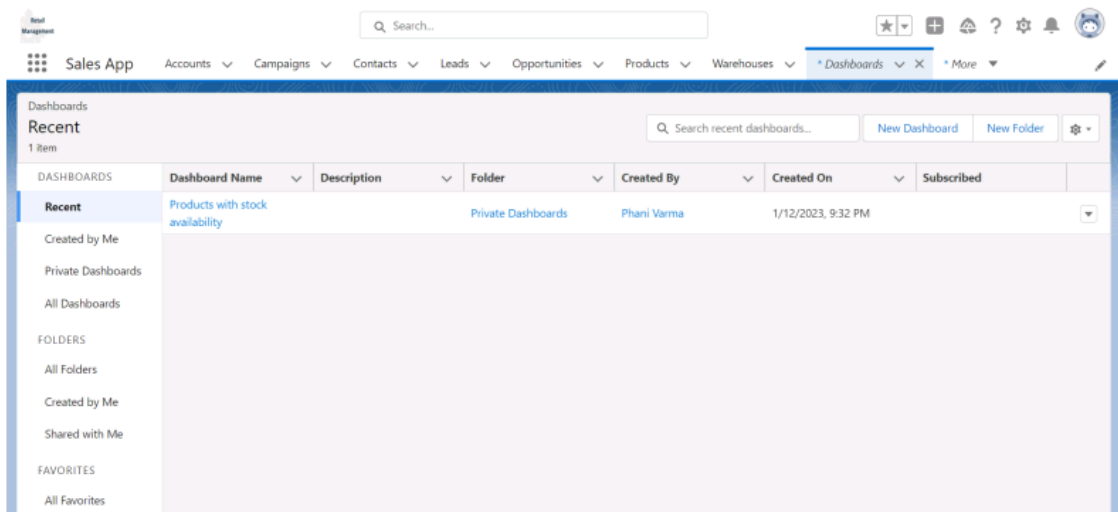 Retail
Management
Search...
Sales App
Accounts
Campaigns
Contacts
Leads
Opportunities
Products
Warehouses
* Dashboards
* More
Dashboards
Recent
1 item
Search recent dashboards...
New Dashboard
New Folder
DASHBOARDS
Recent
Created by Me
Private Dashboards
All Dashboards
FOLDERS
All Folders
Created by Me
Shared with Me
FAVORITES
All Favorites
Dashboard Name
Description
Folder
Created By
Created On
Subscribed
Products with stock
availability
Private Dashboards
Phani Varma
1/12/2023, 9:32 PM